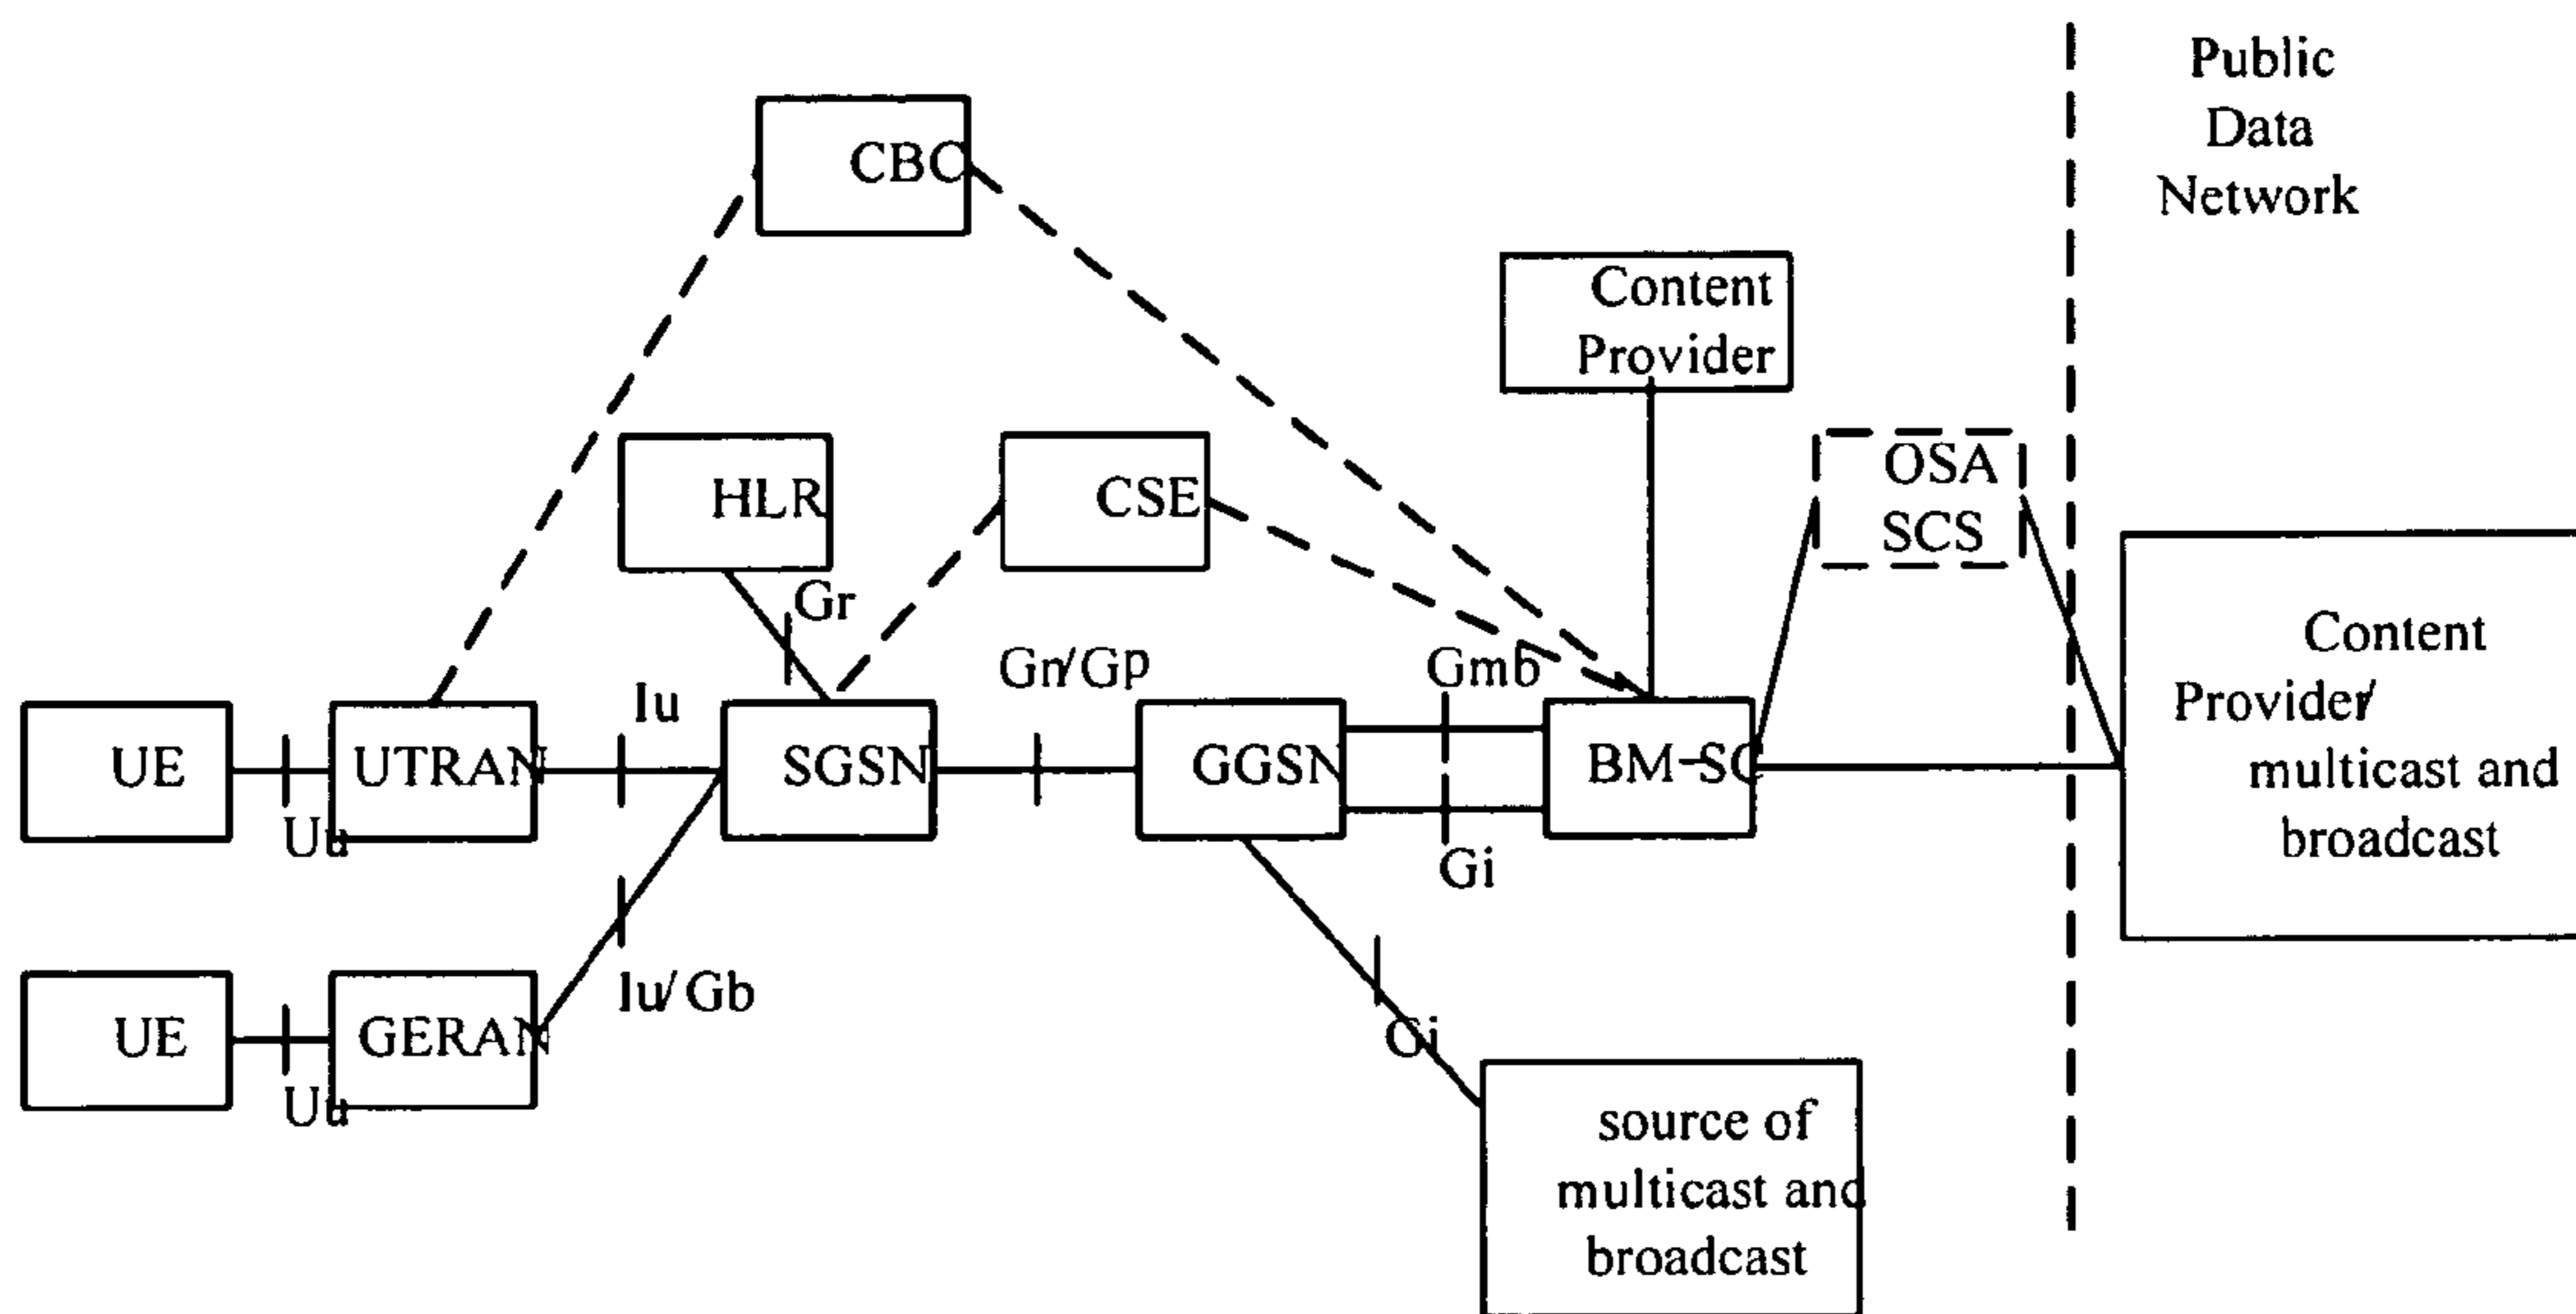 Public
Data
Network
CBC
Content
Provider
OSA
SCS
HLR
CSE
Gr
Gn/Gp
Gmb
Iu
Content
Provider/
multicast and
broadcast
UE
UTRAN
SGSN
GGSN
BM-SC
Uu
Gi
Iu/Gb
UE
GERAN
Gi
Uu
source of
multicast and
broadcast